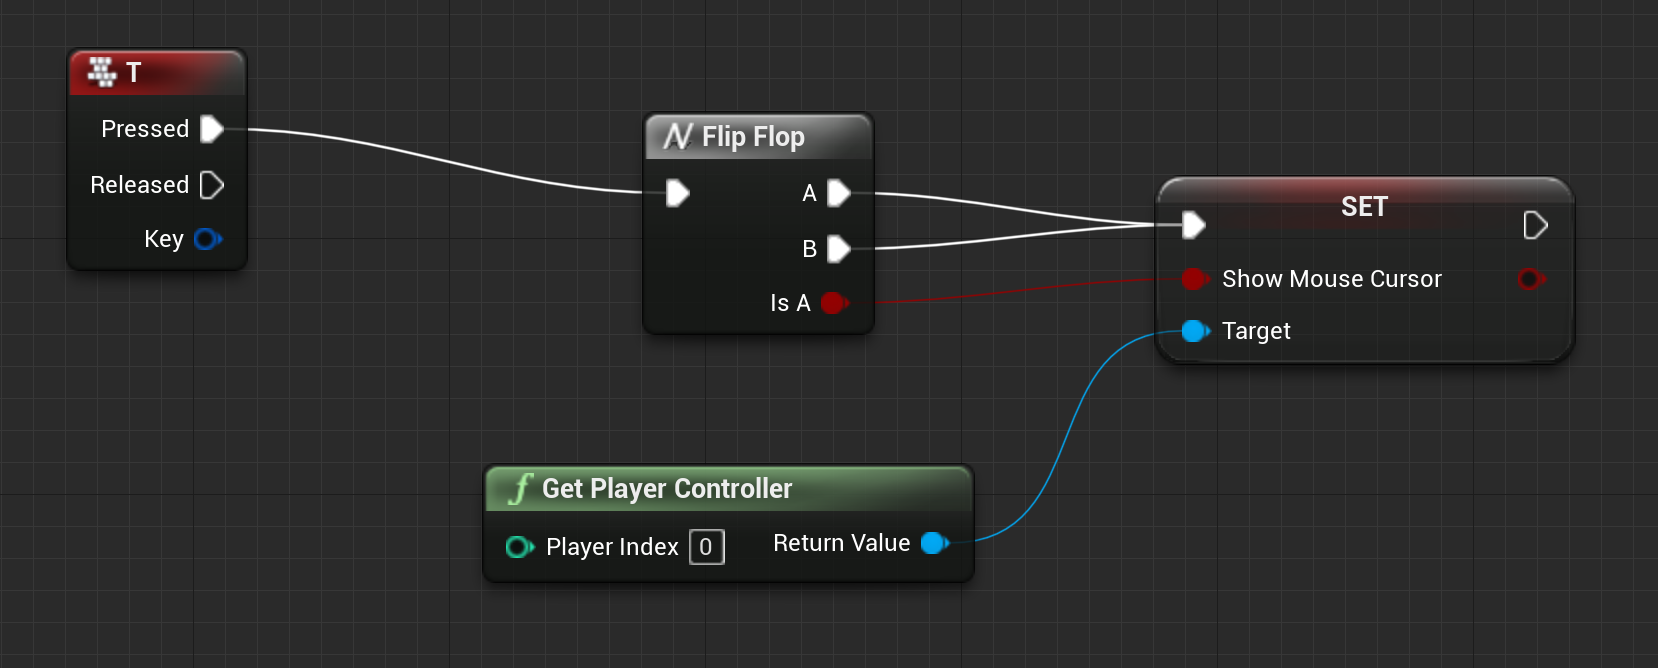 T
Pressed
Released
Key
Flip Flop
A
B
Is A
SET
Show Mouse Cursor
Target
Get Player Controller
Player Index 0
Return Value